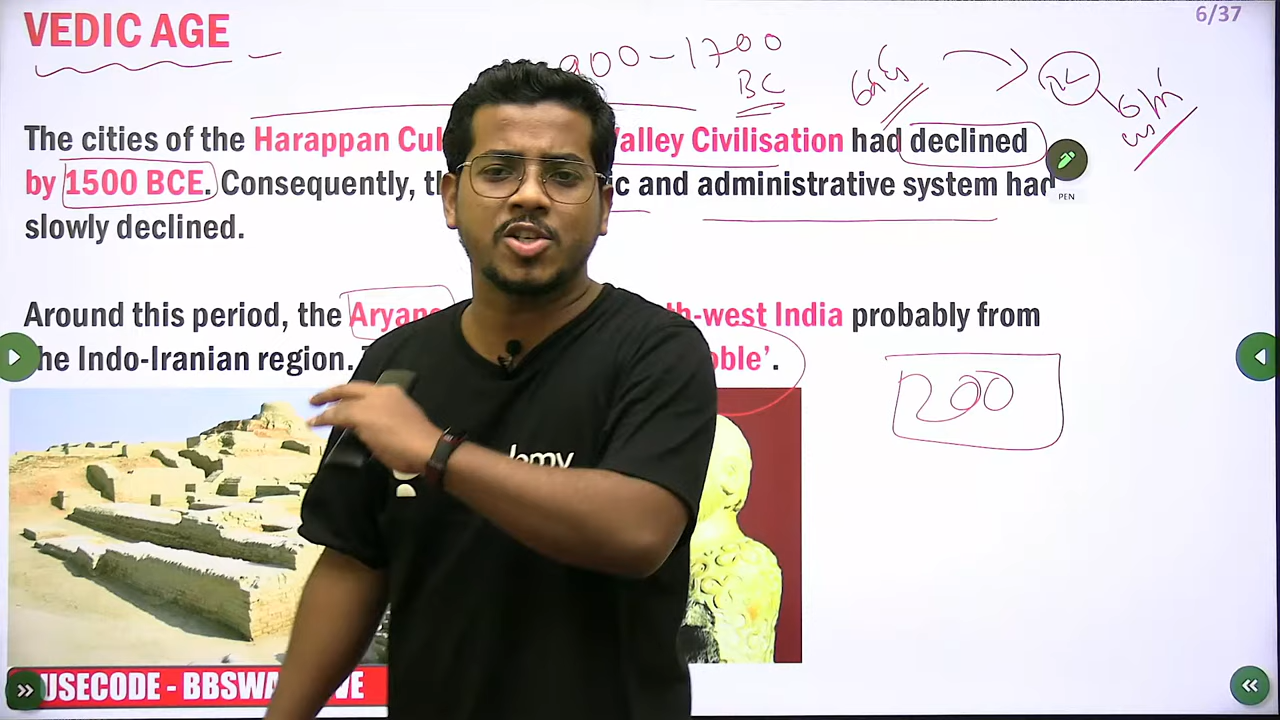 VEDIC AGE
6/37
900-1700
BC
The cities of the Harappan Cul Valley Civilisation had declined
by 1500 BCE. Consequently, th ic and administrative system had
slowly declined.
PEN
Around this period, the Aryans th-west India probably from
he Indo-Iranian region. oble'.
200
emy
USECODE - BBSWA VE